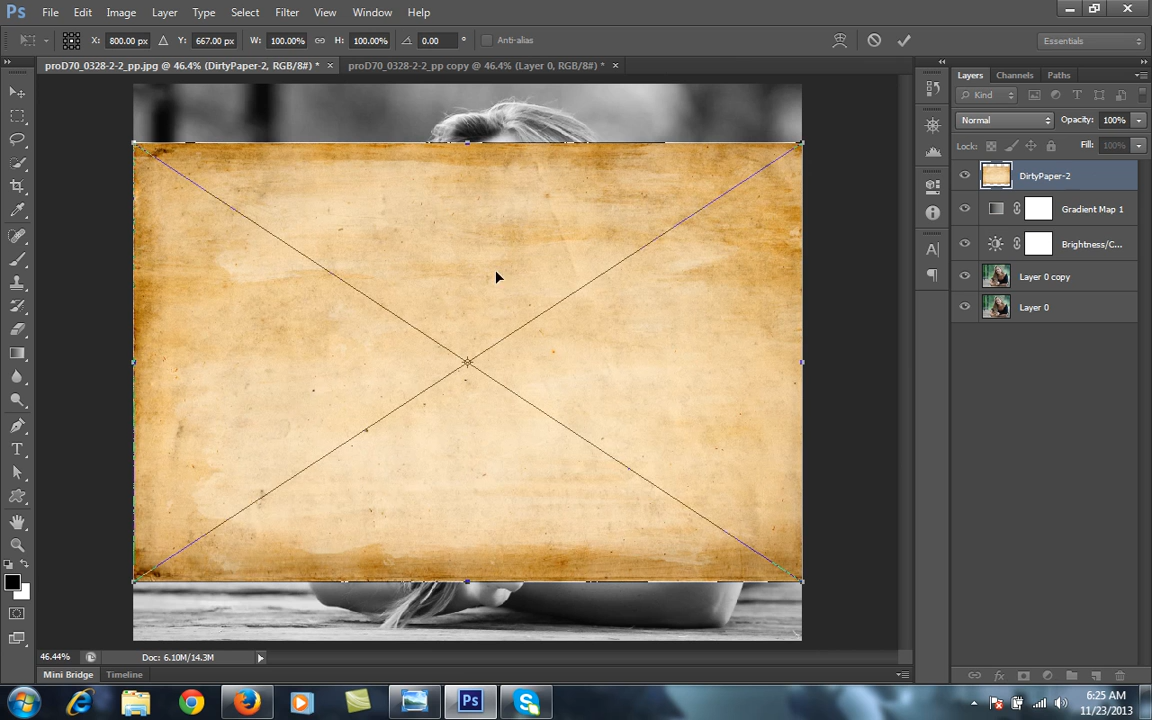 Ps File Edit Image Layer Type Select Filter View Window Help
X: 800.00 px Y: 667.00 px W: 100.00% H: 100.00% 0.00 ° Anti-alias Essentials
proD70_0328-2-2_pp.jpg @ 46.4% (DirtyPaper-2, RGB/8#) * × proD70_0328-2-2_pp copy @ 46.4% (Layer 0, RGB/8#) * ×
Layers Channels Paths
Kind
Normal Opacity: 100%
Lock: Fill: 100%
DirtyPaper-2
Gradient Map 1
Brightness/C...
Layer 0 copy
Layer 0
46.44% Doc: 6.10M/14.3M
Mini Bridge Timeline
6:25 AM
11/23/2013